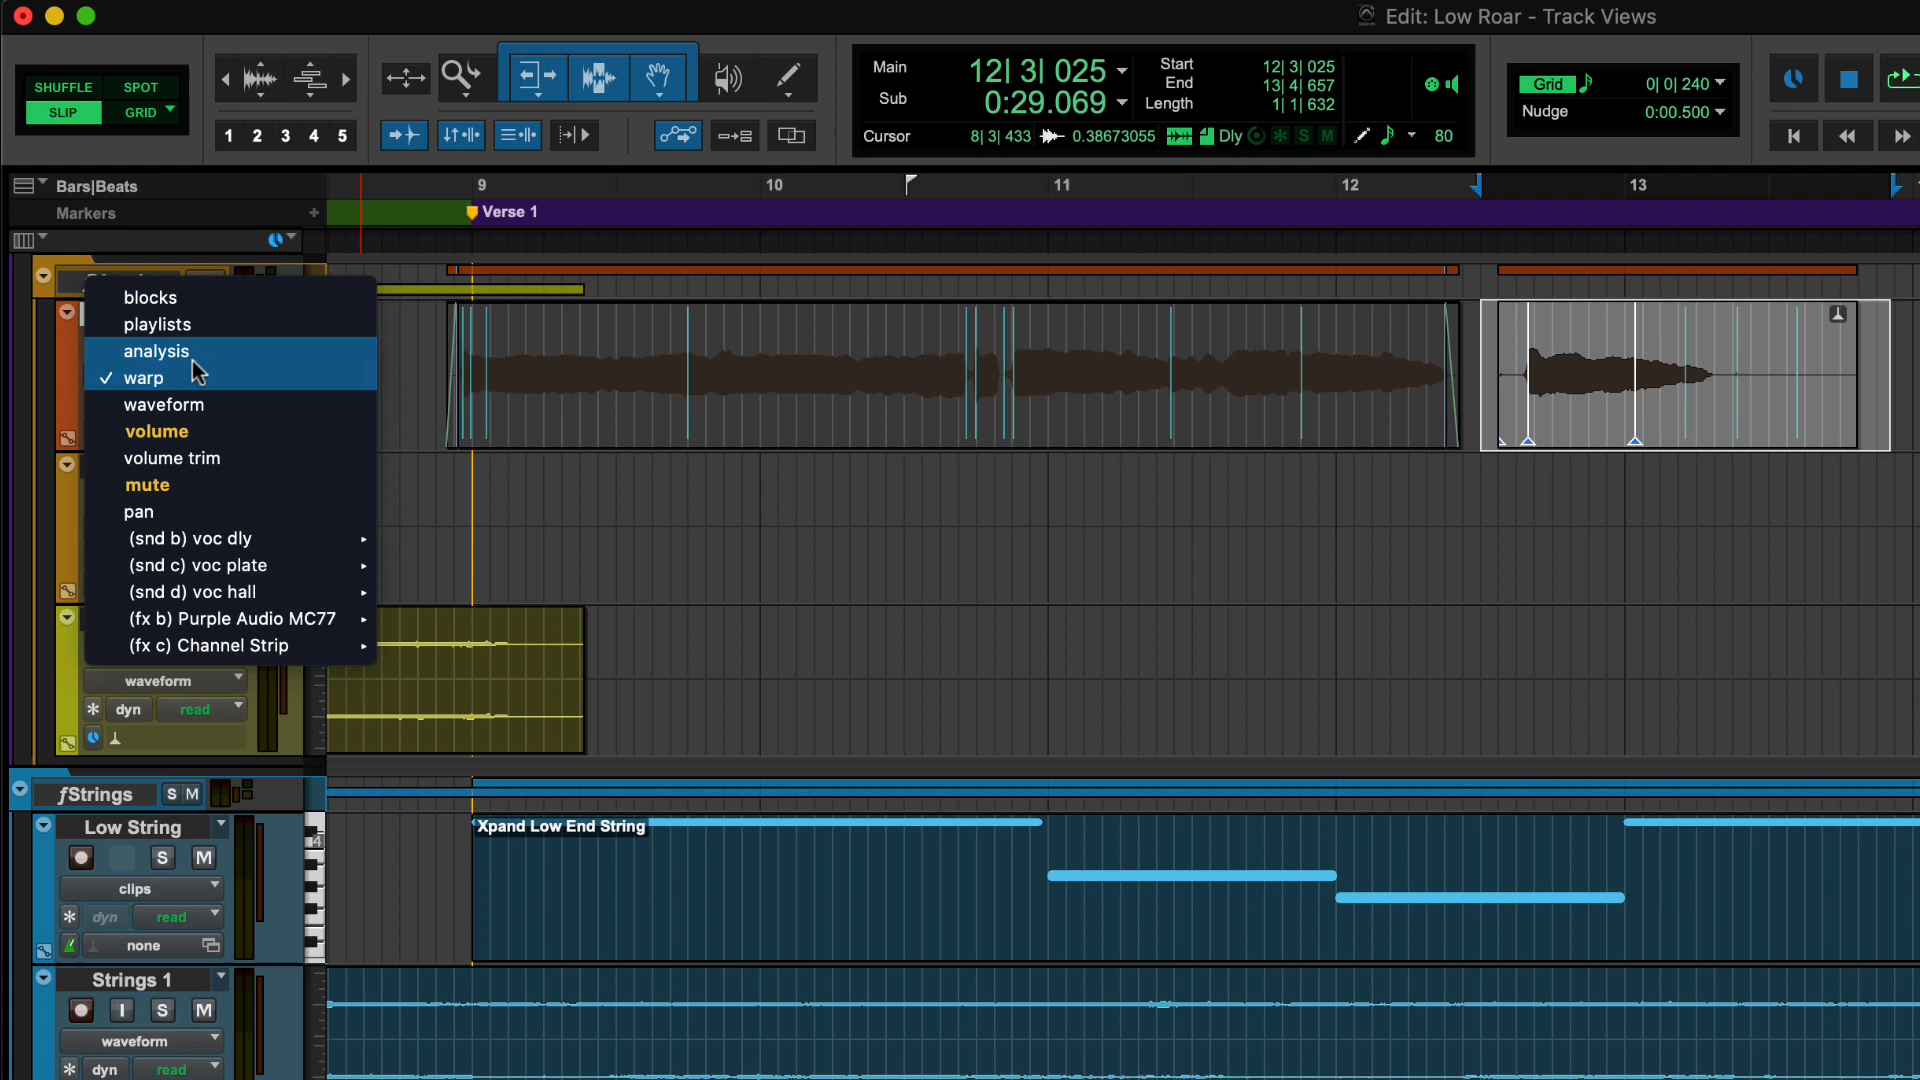 Edit: Low Roar - Track Views
SHUFFLE SPOT
SLIP GRID
1 2 3 4 5
Main 12| 3| 025
Sub 0:29.069
Start 12| 3| 025
End 13| 4| 657
Length 1| 1| 632
Cursor 8| 3| 433 0.38673055 Dly S M 80
Grid 0| 0| 240
Nudge 0:00.500
Bars|Beats 9 10 11 12 13
Markers + Verse 1
blocks
playlists
analysis
✓ warp
waveform
volume
volume trim
mute
pan
(snd b) voc dly
(snd c) voc plate
(snd d) voc hall
(fx b) Purple Audio MC77
(fx c) Channel Strip
waveform
* dyn read
ƒStrings S M
Low String
S M
clips
* dyn read
none
4
Xpand Low End String
Strings 1
I S M
waveform
* dyn read